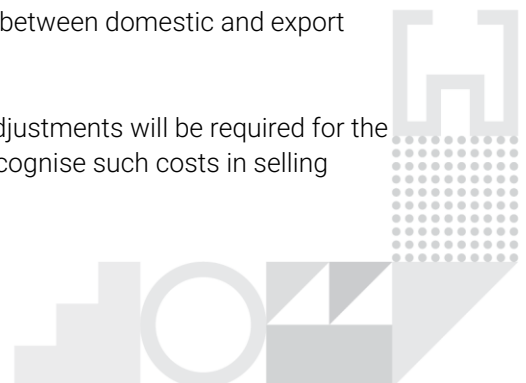 between domestic and export
djustments will be required for the
cognise such costs in selling